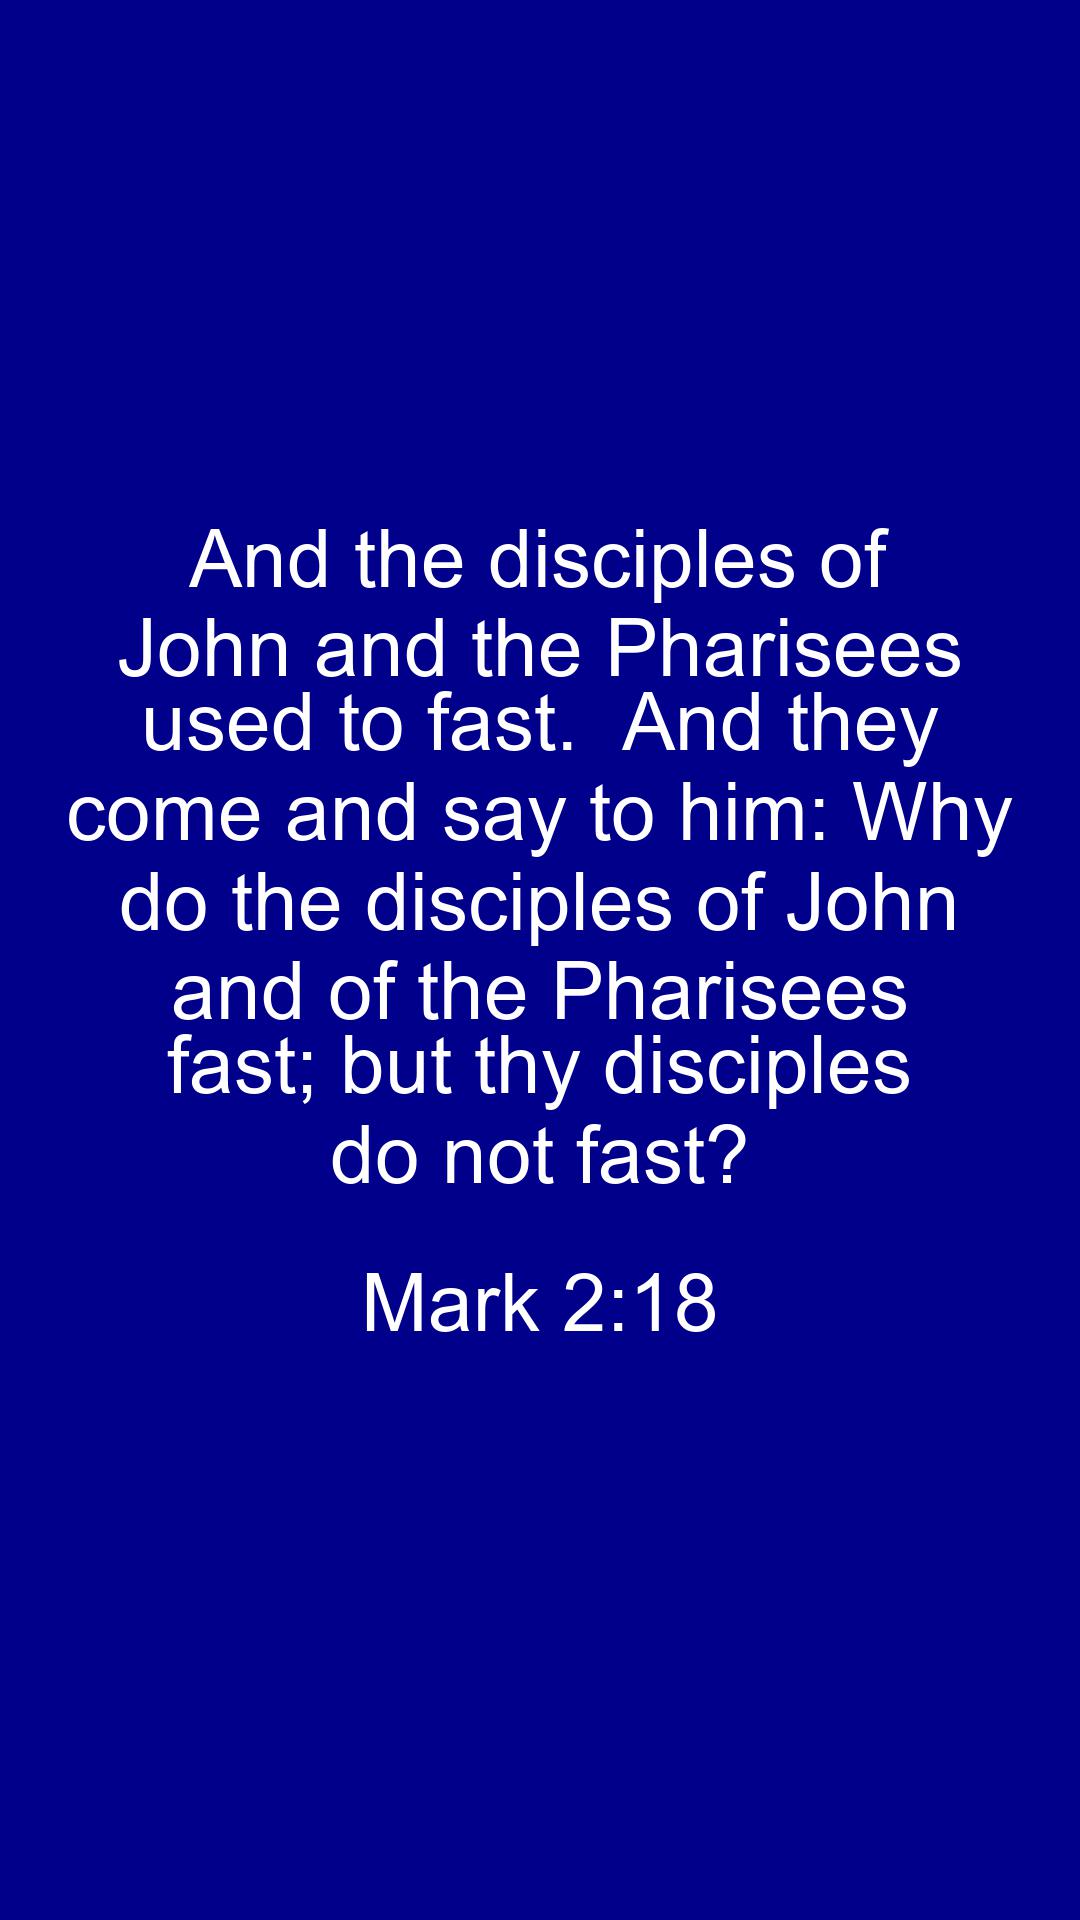 And the disciples of
John and the Pharisees
used to fast.  And they
come and say to him: Why
do the disciples of John
and of the Pharisees
fast; but thy disciples
do not fast?
Mark 2:18